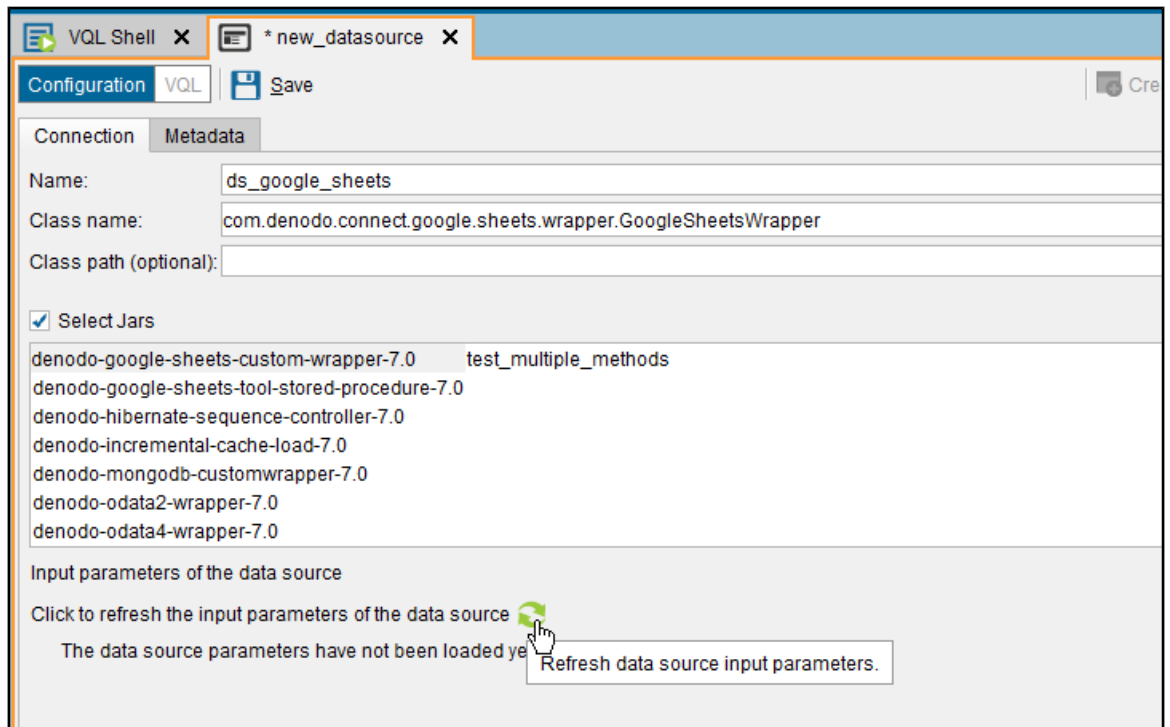 VQL Shell X * new_datasource X
Configuration VQL Save Cre
Connection Metadata
Name: ds_google_sheets
Class name: com.denodo.connect.google.sheets.wrapper.GoogleSheetsWrapper
Class path (optional):
Select Jars
denodo-google-sheets-custom-wrapper-7.0 test_multiple_methods
denodo-google-sheets-tool-stored-procedure-7.0
denodo-hibernate-sequence-controller-7.0
denodo-incremental-cache-load-7.0
denodo-mongodb-customwrapper-7.0
denodo-odata2-wrapper-7.0
denodo-odata4-wrapper-7.0
Input parameters of the data source
Click to refresh the input parameters of the data source
The data source parameters have not been loaded ye
Refresh data source input parameters.